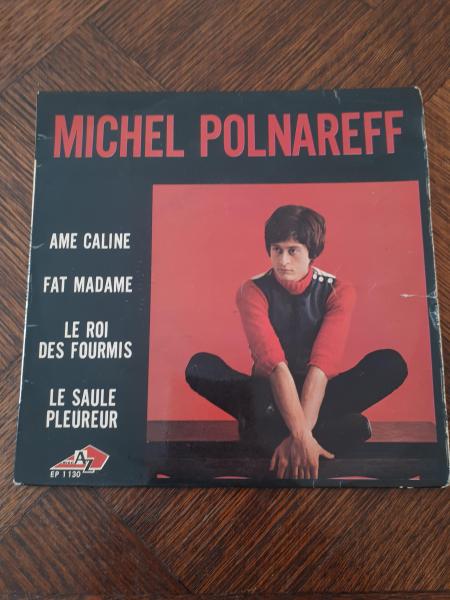 MICHEL POLNAREFF
AME CALINE
FAT MADAME
LE ROI
DES FOURMIS
LE SAULE
PLEUREUR
AZ
EP 1130